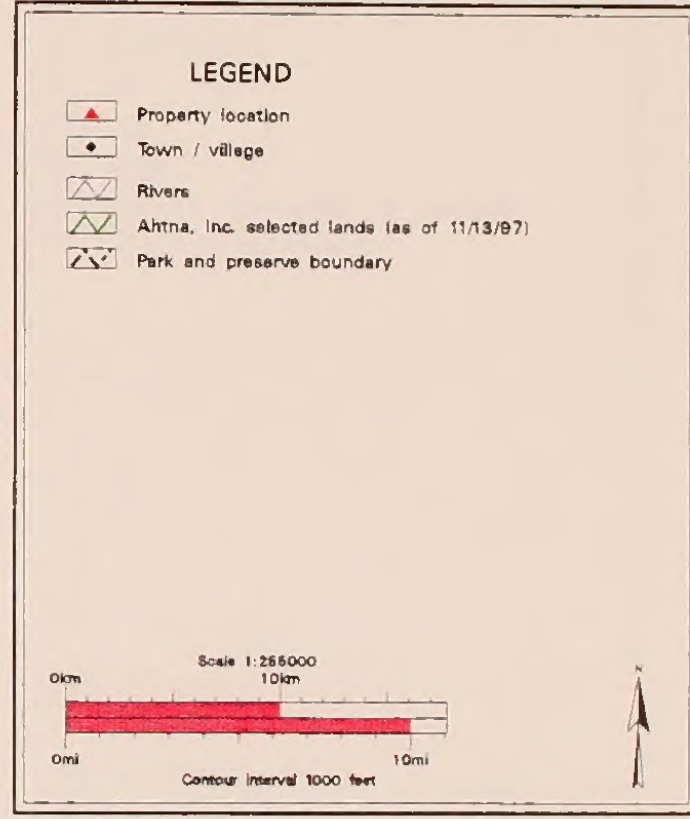 LEGEND
Property location
Town / village
Rivers
Ahtna, Inc. selected lands (as of 11/13/97)
Park and preserve boundary
Scale 1:265000
0km 10km
0mi 10mi
Contour interval 1000 feet
N